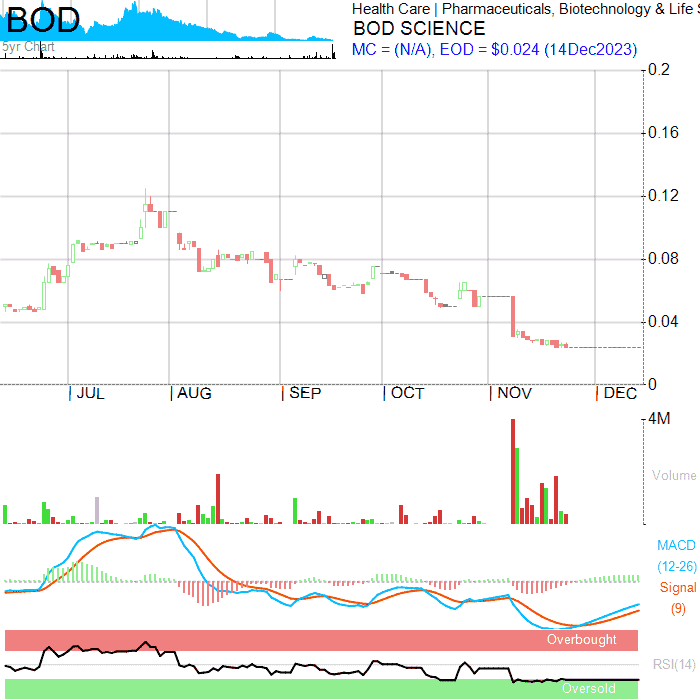 BOD
Health Care | Pharmaceuticals, Biotechnology & Life S
BOD SCIENCE
5yr Chart
MC = (N/A), EOD = $0.024 (14Dec2023)
0.2
0.16
0.12
0.08
0.04
0
JUL AUG SEP OCT NOV DEC
4M
Volume
MACD
(12-26)
Signal
(9)
Overbought
RSI(14)
Oversold